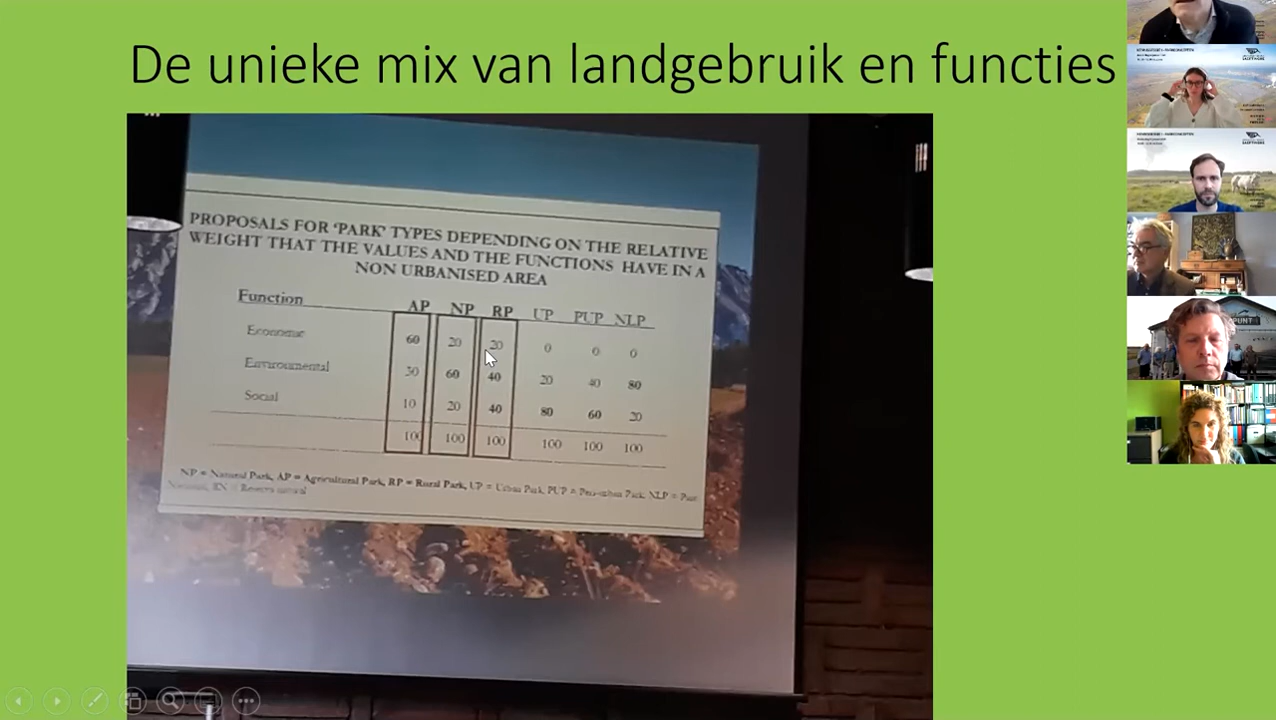 De unieke mix van landgebruik en functies
PROPOSALS FOR 'PARK' TYPES DEPENDING ON THE RELATIVE
WEIGHT THAT THE VALUES AND THE FUNCTIONS HAVE IN A
NON URBANISED AREA
Function AP NP RP UP PUP NLP
Economic 60 20 20 0 0 0
Environmental 30 60 40 20 40 80
Social 10 20 40 80 60 20
100 100 100 100 100 100
NP = Natural Park, AP = Agricultural Park, RP = Rural Park, UP = Urban Park, PUP = Peri-urban Park, NLP =
PUNT